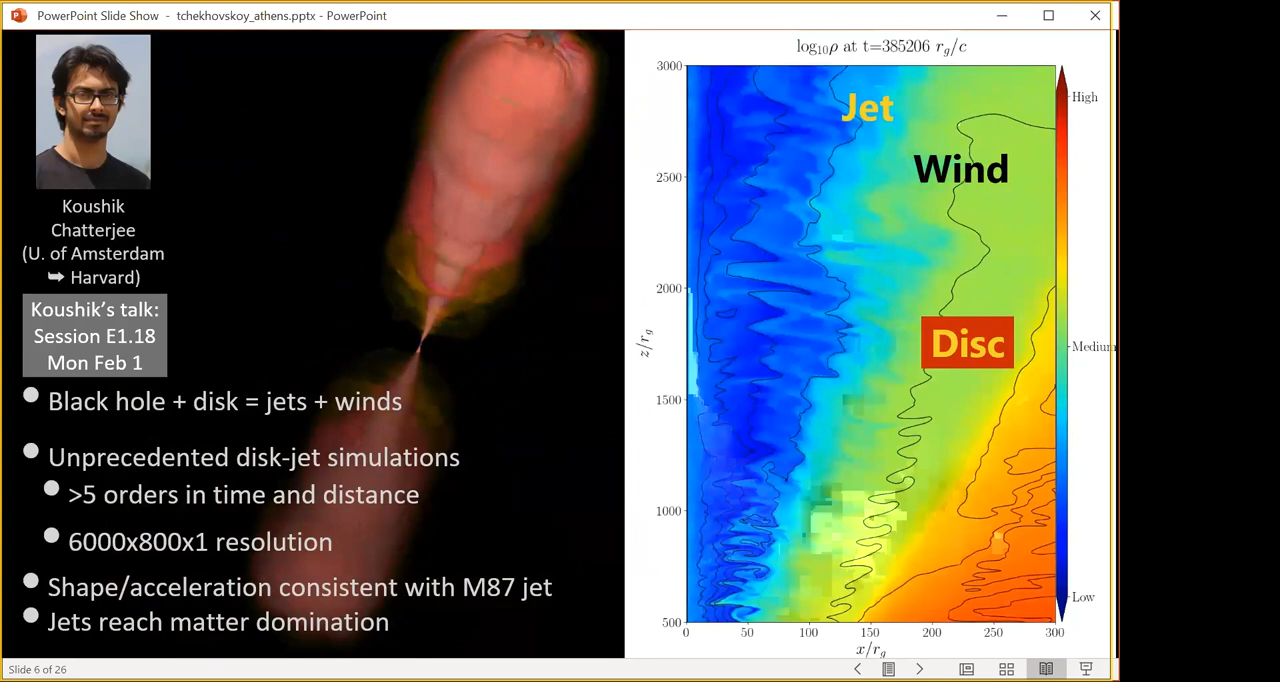 PowerPoint Slide Show - tchekhovskoy_athens.pptx - PowerPoint
Koushik
Chatterjee
(U. of Amsterdam
➥ Harvard)
Koushik's talk:
Session E1.18
Mon Feb 1
Black hole + disk = jets + winds
Unprecedented disk-jet simulations
>5 orders in time and distance
6000x800x1 resolution
Shape/acceleration consistent with M87 jet
Jets reach matter domination
log₁₀ρ at t=385206 r_g/c
3000
2500
2000
1500
1000
500
z/r_g
0
50
100
150
200
250
300
x/r_g
Jet
Wind
Disc
High
Medium
Low
Slide 6 of 26